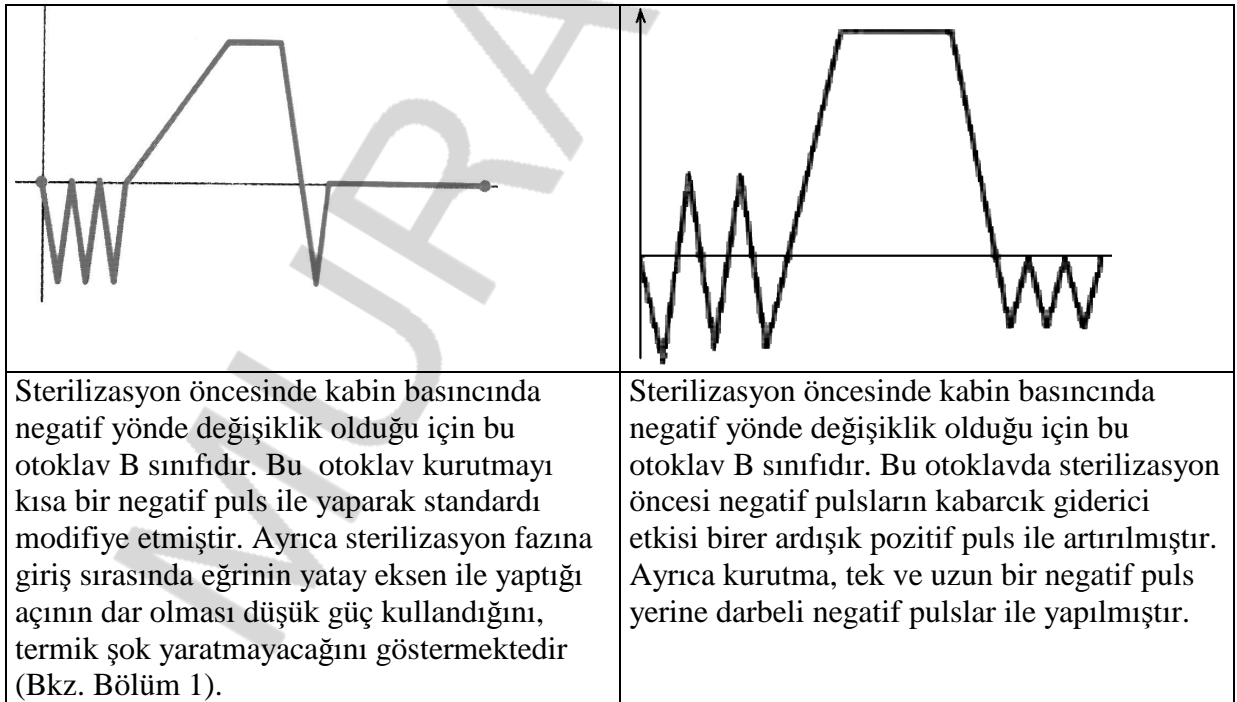 Sterilizasyon öncesinde kabin basıncında
negatif yönde değişiklik olduğu için bu
otoklav B sınıfıdır. Bu otoklav kurutmayı
kısa bir negatif puls ile yaparak standardı
modifiye etmiştir. Ayrıca sterilizasyon fazına
giriş sırasında eğrinin yatay eksen ile yaptığı
açının dar olması düşük güç kullandığını,
termik şok yaratmayacağını göstermektedir
(Bkz. Bölüm 1).
Sterilizasyon öncesinde kabin basıncında
negatif yönde değişiklik olduğu için bu
otoklav B sınıfıdır. Bu otoklavda sterilizasyon
öncesi negatif pulsların kabarcık giderici
etkisi birer ardışık pozitif puls ile artırılmıştır.
Ayrıca kurutma, tek ve uzun bir negatif puls
yerine darbeli negatif pulslar ile yapılmıştır.
MURA